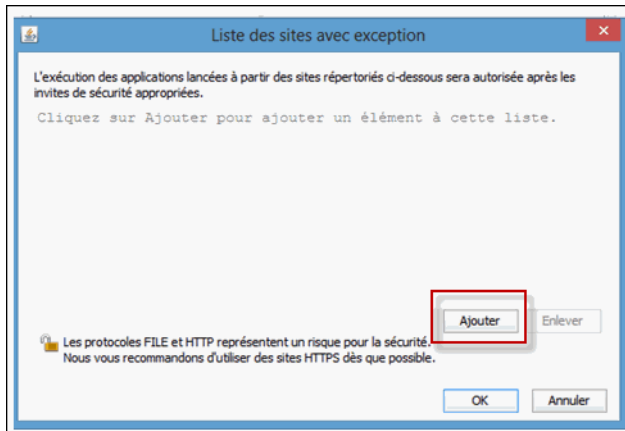 Liste des sites avec exception
L'exécution des applications lancées à partir des sites répertoriés ci-dessous sera autorisée après les
invites de sécurité appropriées.
Cliquez sur Ajouter pour ajouter un élément à cette liste.
Ajouter
Enlever
Les protocoles FILE et HTTP représentent un risque pour la sécurité.
Nous vous recommandons d'utiliser des sites HTTPS dès que possible.
OK
Annuler